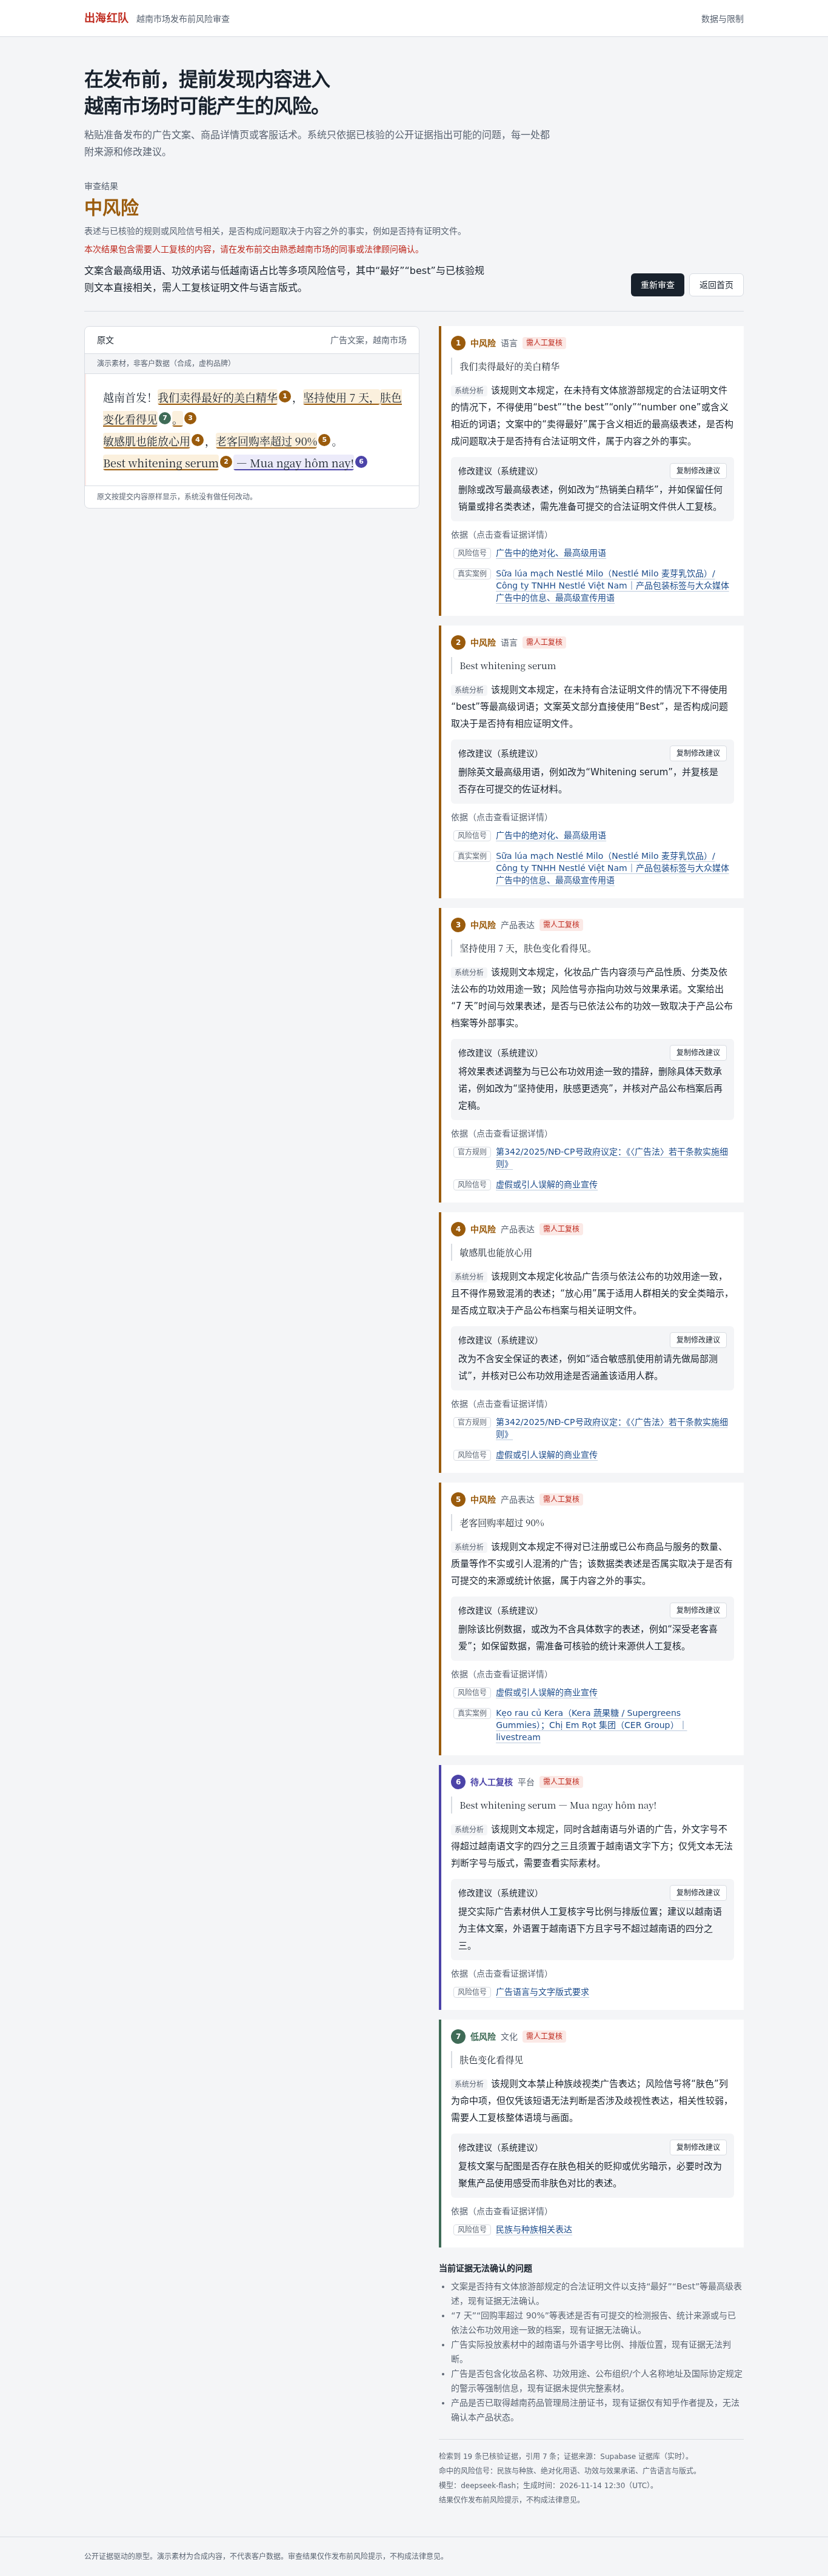 出海红队 越南市场发布前风险审查 数据与限制
在发布前，提前发现内容进入
越南市场时可能产生的风险。
粘贴准备发布的广告文案、商品详情页或客服话术。系统只依据已核验的公开证据指出可能的问题，每一处都
附来源和修改建议。
审查结果
中风险
表述与已核验的规则或风险信号相关，是否构成问题取决于内容之外的事实，例如是否持有证明文件。
本次结果包含需要人工复核的内容，请在发布前交由熟悉越南市场的同事或法律顾问确认。
文案含最高级用语、功效承诺与低越南语占比等多项风险信号，其中“最好”“best”与已核验规
则文本直接相关，需人工复核证明文件与语言版式。
重新审查 返回首页
原文 广告文案，越南市场
演示素材，非客户数据（合成，虚构品牌）
越南首发！我们卖得最好的美白精华1，坚持使用 7 天，肤色
变化看得见7。3
敏感肌也能放心用4，老客回购率超过 90%5。
Best whitening serum2 — Mua ngay hôm nay!6
原文按提交内容原样显示，系统没有做任何改动。
1 中风险 语言 需人工复核
我们卖得最好的美白精华
系统分析 该规则文本规定，在未持有文体旅游部规定的合法证明文件
的情况下，不得使用“best”“the best”“only”“number one”或含义
相近的词语；文案中的“卖得最好”属于含义相近的最高级表述，是否构
成问题取决于是否持有合法证明文件，属于内容之外的事实。
修改建议（系统建议） 复制修改建议
删除或改写最高级表述，例如改为“热销美白精华”，并如保留任何
销量或排名类表述，需先准备可提交的合法证明文件供人工复核。
依据（点击查看证据详情）
风险信号 广告中的绝对化、最高级用语
真实案例 Sữa lúa mạch Nestlé Milo（Nestlé Milo 麦芽乳饮品）/
Công ty TNHH Nestlé Việt Nam｜产品包装标签与大众媒体
广告中的信息、最高级宣传用语
2 中风险 语言 需人工复核
Best whitening serum
系统分析 该规则文本规定，在未持有合法证明文件的情况下不得使用
“best”等最高级词语；文案英文部分直接使用“Best”，是否构成问题
取决于是否持有相应证明文件。
修改建议（系统建议） 复制修改建议
删除英文最高级用语，例如改为“Whitening serum”，并复核是
否存在可提交的佐证材料。
依据（点击查看证据详情）
风险信号 广告中的绝对化、最高级用语
真实案例 Sữa lúa mạch Nestlé Milo（Nestlé Milo 麦芽乳饮品）/
Công ty TNHH Nestlé Việt Nam｜产品包装标签与大众媒体
广告中的信息、最高级宣传用语
3 中风险 产品表达 需人工复核
坚持使用 7 天，肤色变化看得见。
系统分析 该规则文本规定，化妆品广告内容须与产品性质、分类及依
法公布的功效用途一致；风险信号亦指向功效与效果承诺。文案给出
“7 天”时间与效果表述，是否与已依法公布的功效一致取决于产品公布
档案等外部事实。
修改建议（系统建议） 复制修改建议
将效果表述调整为与已公布功效用途一致的措辞，删除具体天数承
诺，例如改为“坚持使用，肤感更透亮”，并核对产品公布档案后再
定稿。
依据（点击查看证据详情）
官方规则 第342/2025/NĐ-CP号政府议定：《〈广告法〉若干条款实施细
则》
风险信号 虚假或引人误解的商业宣传
4 中风险 产品表达 需人工复核
敏感肌也能放心用
系统分析 该规则文本规定化妆品广告须与依法公布的功效用途一致，
且不得作易致混淆的表述；“放心用”属于适用人群相关的安全类暗示，
是否成立取决于产品公布档案与相关证明文件。
修改建议（系统建议） 复制修改建议
改为不含安全保证的表述，例如“适合敏感肌使用前请先做局部测
试”，并核对已公布功效用途是否涵盖该适用人群。
依据（点击查看证据详情）
官方规则 第342/2025/NĐ-CP号政府议定：《〈广告法〉若干条款实施细
则》
风险信号 虚假或引人误解的商业宣传
5 中风险 产品表达 需人工复核
老客回购率超过 90%
系统分析 该规则文本规定不得对已注册或已公布商品与服务的数量、
质量等作不实或引人混淆的广告；该数据类表述是否属实取决于是否有
可提交的来源或统计依据，属于内容之外的事实。
修改建议（系统建议） 复制修改建议
删除该比例数据，或改为不含具体数字的表述，例如“深受老客喜
爱”；如保留数据，需准备可核验的统计来源供人工复核。
依据（点击查看证据详情）
风险信号 虚假或引人误解的商业宣传
真实案例 Kẹo rau củ Kera（Kera 蔬果糖 / Supergreens
Gummies）；Chị Em Rọt 集团（CER Group）｜
livestream
6 待人工复核 平台 需人工复核
Best whitening serum — Mua ngay hôm nay!
系统分析 该规则文本规定，同时含越南语与外语的广告，外文字号不
得超过越南语文字的四分之三且须置于越南语文字下方；仅凭文本无法
判断字号与版式，需要查看实际素材。
修改建议（系统建议） 复制修改建议
提交实际广告素材供人工复核字号比例与排版位置；建议以越南语
为主体文案，外语置于越南语下方且字号不超过越南语的四分之
三。
依据（点击查看证据详情）
风险信号 广告语言与文字版式要求
7 低风险 文化 需人工复核
肤色变化看得见
系统分析 该规则文本禁止种族歧视类广告表达；风险信号将“肤色”列
为命中项，但仅凭该短语无法判断是否涉及歧视性表达，相关性较弱，
需要人工复核整体语境与画面。
修改建议（系统建议） 复制修改建议
复核文案与配图是否存在肤色相关的贬抑或优劣暗示，必要时改为
聚焦产品使用感受而非肤色对比的表述。
依据（点击查看证据详情）
风险信号 民族与种族相关表达
当前证据无法确认的问题
• 文案是否持有文体旅游部规定的合法证明文件以支持“最好”“Best”等最高级表
述，现有证据无法确认。
• “7 天”“回购率超过 90%”等表述是否有可提交的检测报告、统计来源或与已
依法公布功效用途一致的档案，现有证据无法确认。
• 广告实际投放素材中的越南语与外语字号比例、排版位置，现有证据无法判
断。
• 广告是否包含化妆品名称、功效用途、公布组织/个人名称地址及国际协定规定
的警示等强制信息，现有证据未提供完整素材。
• 产品是否已取得越南药品管理局注册证书，现有证据仅有知乎作者提及，无法
确认本产品状态。
检索到 19 条已核验证据，引用 7 条；证据来源：Supabase 证据库（实时）。
命中的风险信号：民族与种族、绝对化用语、功效与效果承诺、广告语言与版式。
模型：deepseek-flash；生成时间：2026-11-14 12:30（UTC）。
结果仅作发布前风险提示，不构成法律意见。
公开证据驱动的原型。演示素材为合成内容，不代表客户数据。审查结果仅作发布前风险提示，不构成法律意见。